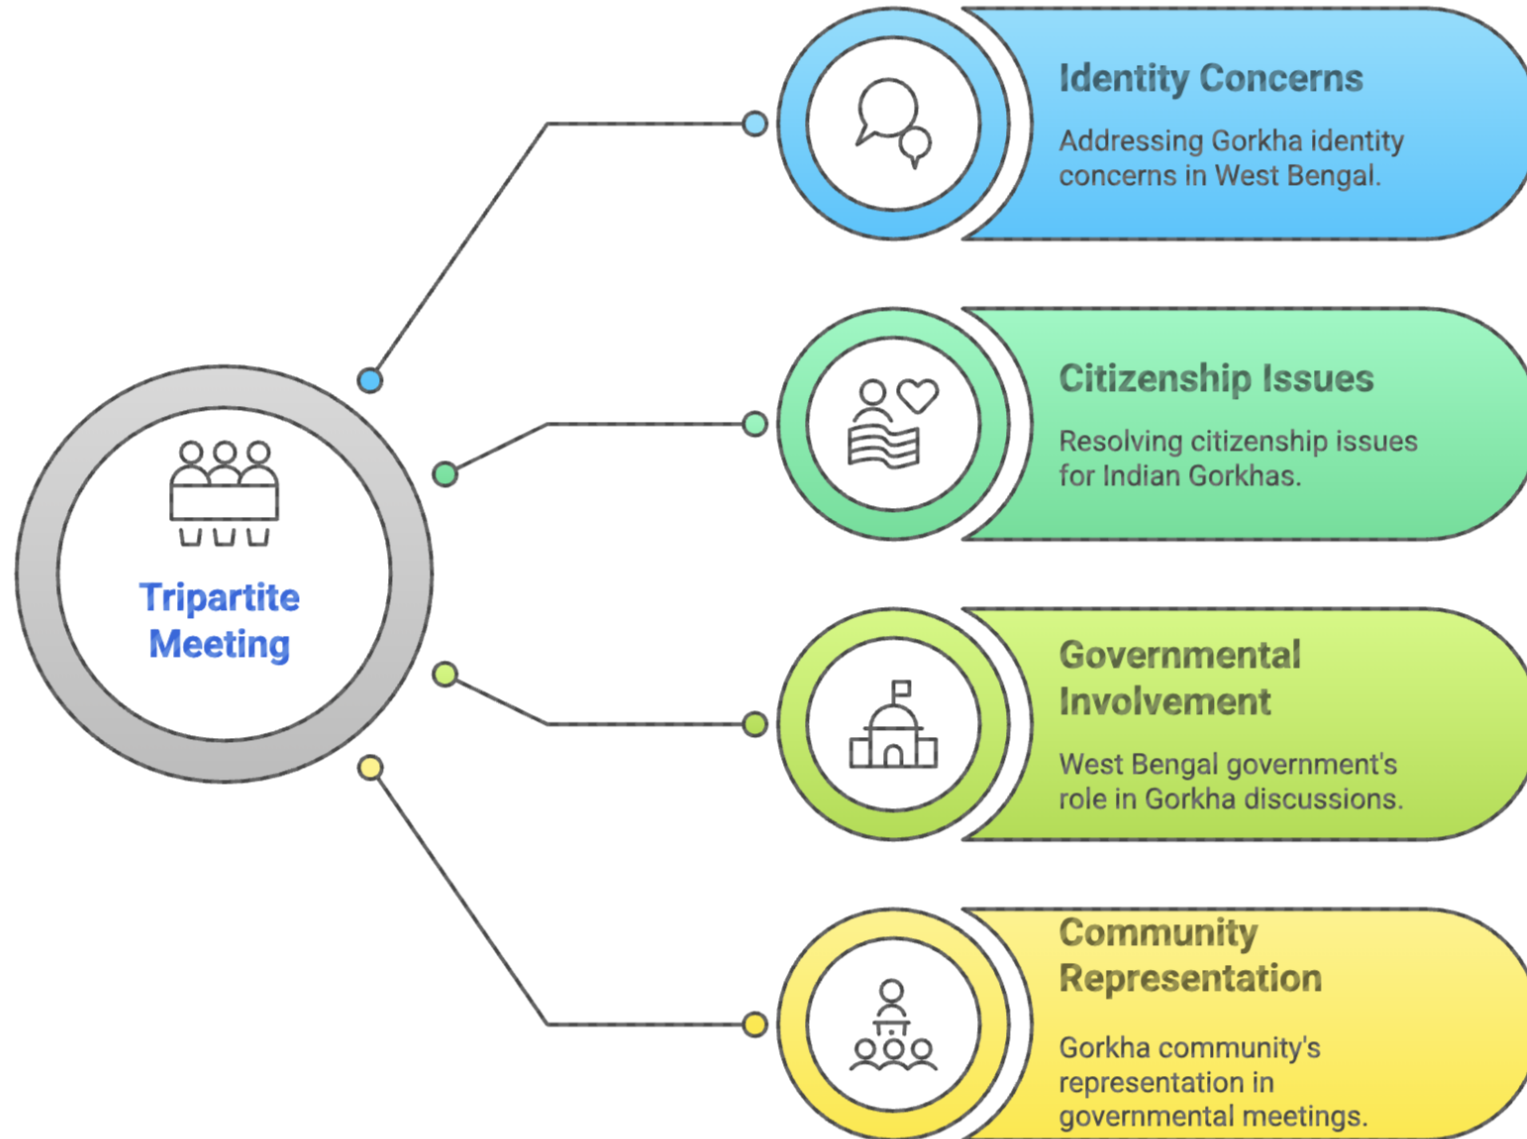 Tripartite
Meeting
Identity Concerns
Addressing Gorkha identity
concerns in West Bengal.
Citizenship Issues
Resolving citizenship issues
for Indian Gorkhas.
Governmental
Involvement
West Bengal government's
role in Gorkha discussions.
Community
Representation
Gorkha community's
representation in
governmental meetings.